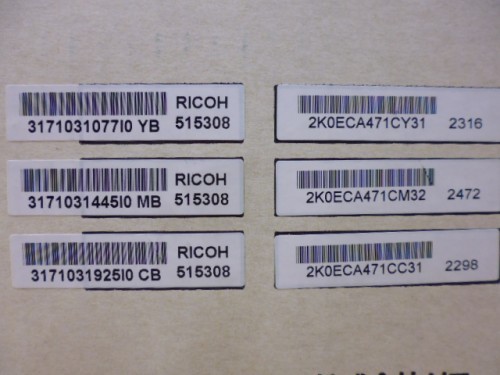 3171031077I0 YB RICOH 515308
2K0ECA471CY31 2316
3171031445I0 MB RICOH 515308
2K0ECA471CM32 2472
3171031925I0 CB RICOH 515308
2K0ECA471CC31 2298